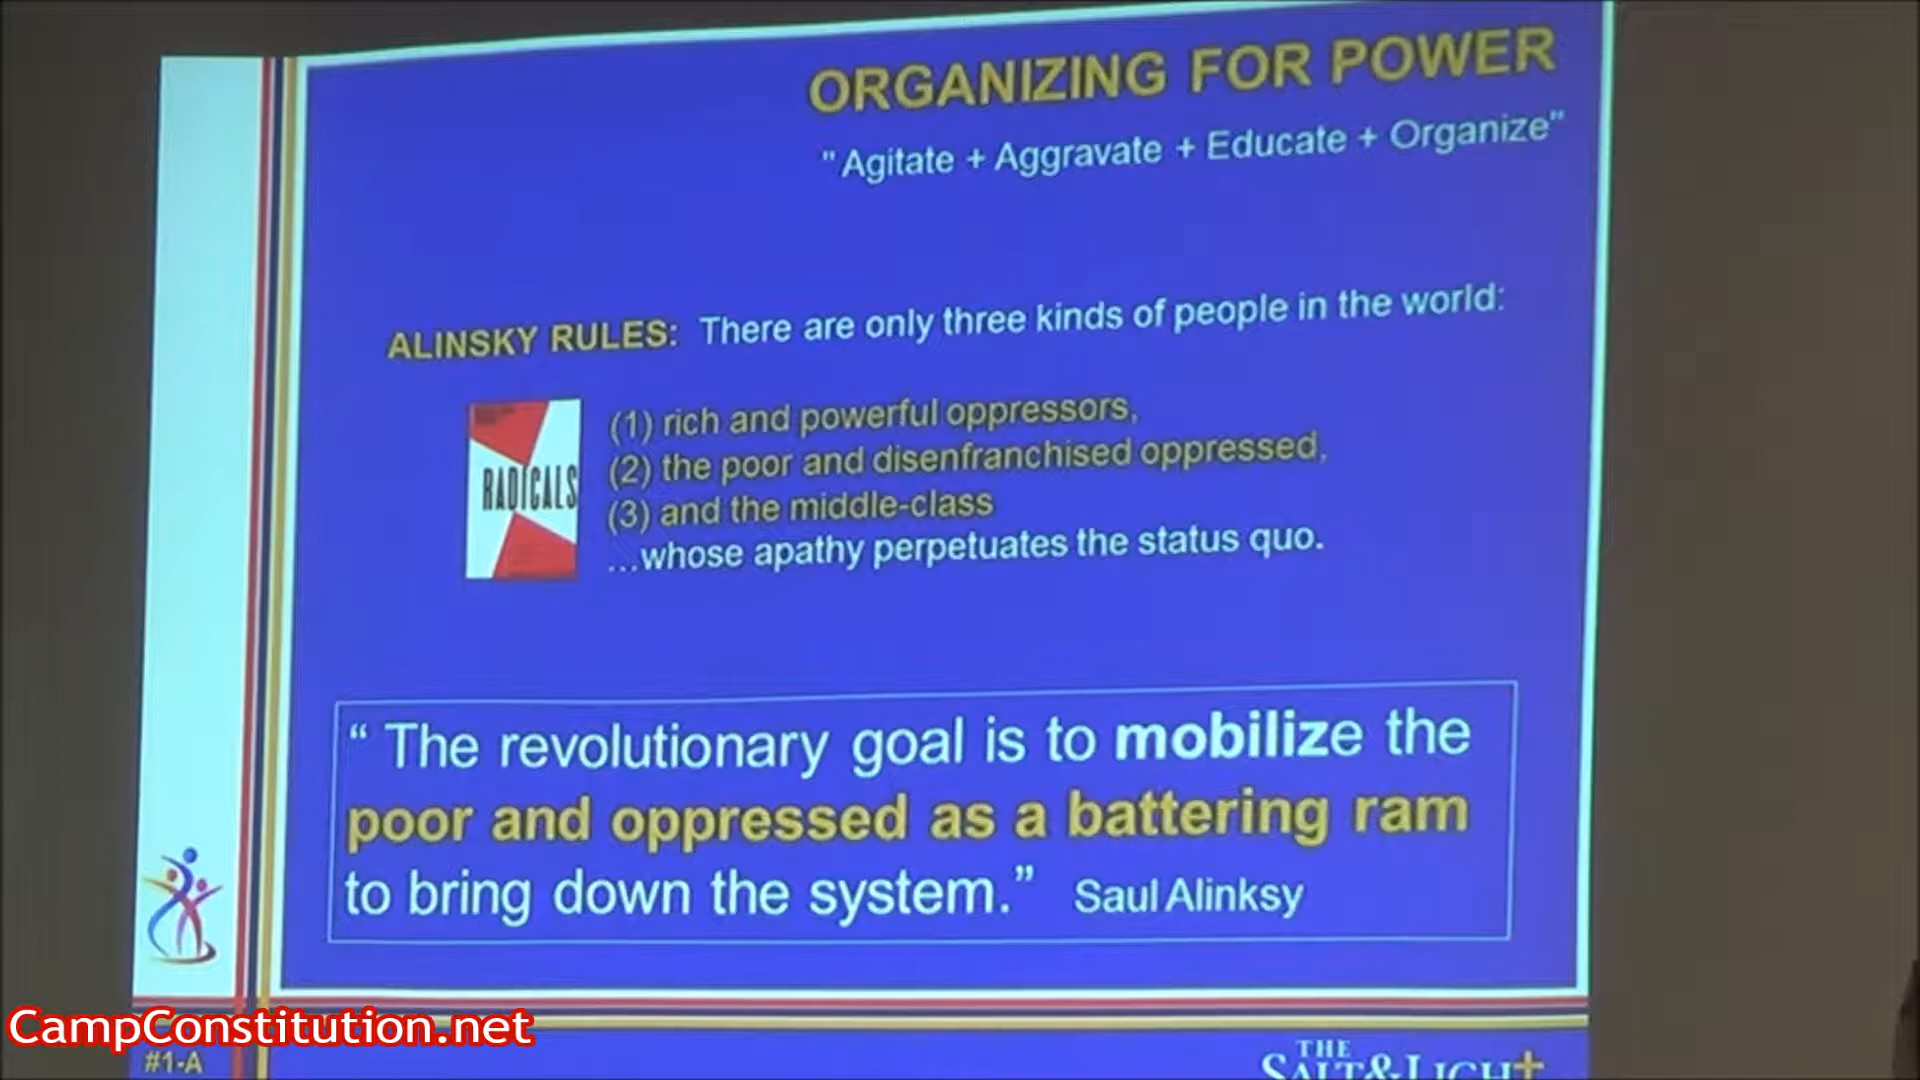 ORGANIZING FOR POWER
" Agitate + Aggravate + Educate + Organize"
ALINSKY RULES: There are only three kinds of people in the world:
RADICALS
(1) rich and powerful oppressors,
(2) the poor and disenfranchised oppressed,
(3) and the middle-class
...whose apathy perpetuates the status quo.
“ The revolutionary goal is to mobilize the
poor and oppressed as a battering ram
to bring down the system.” Saul Alinksy
CampConstitution.net
#1-A
THE
SALT & LIGHT